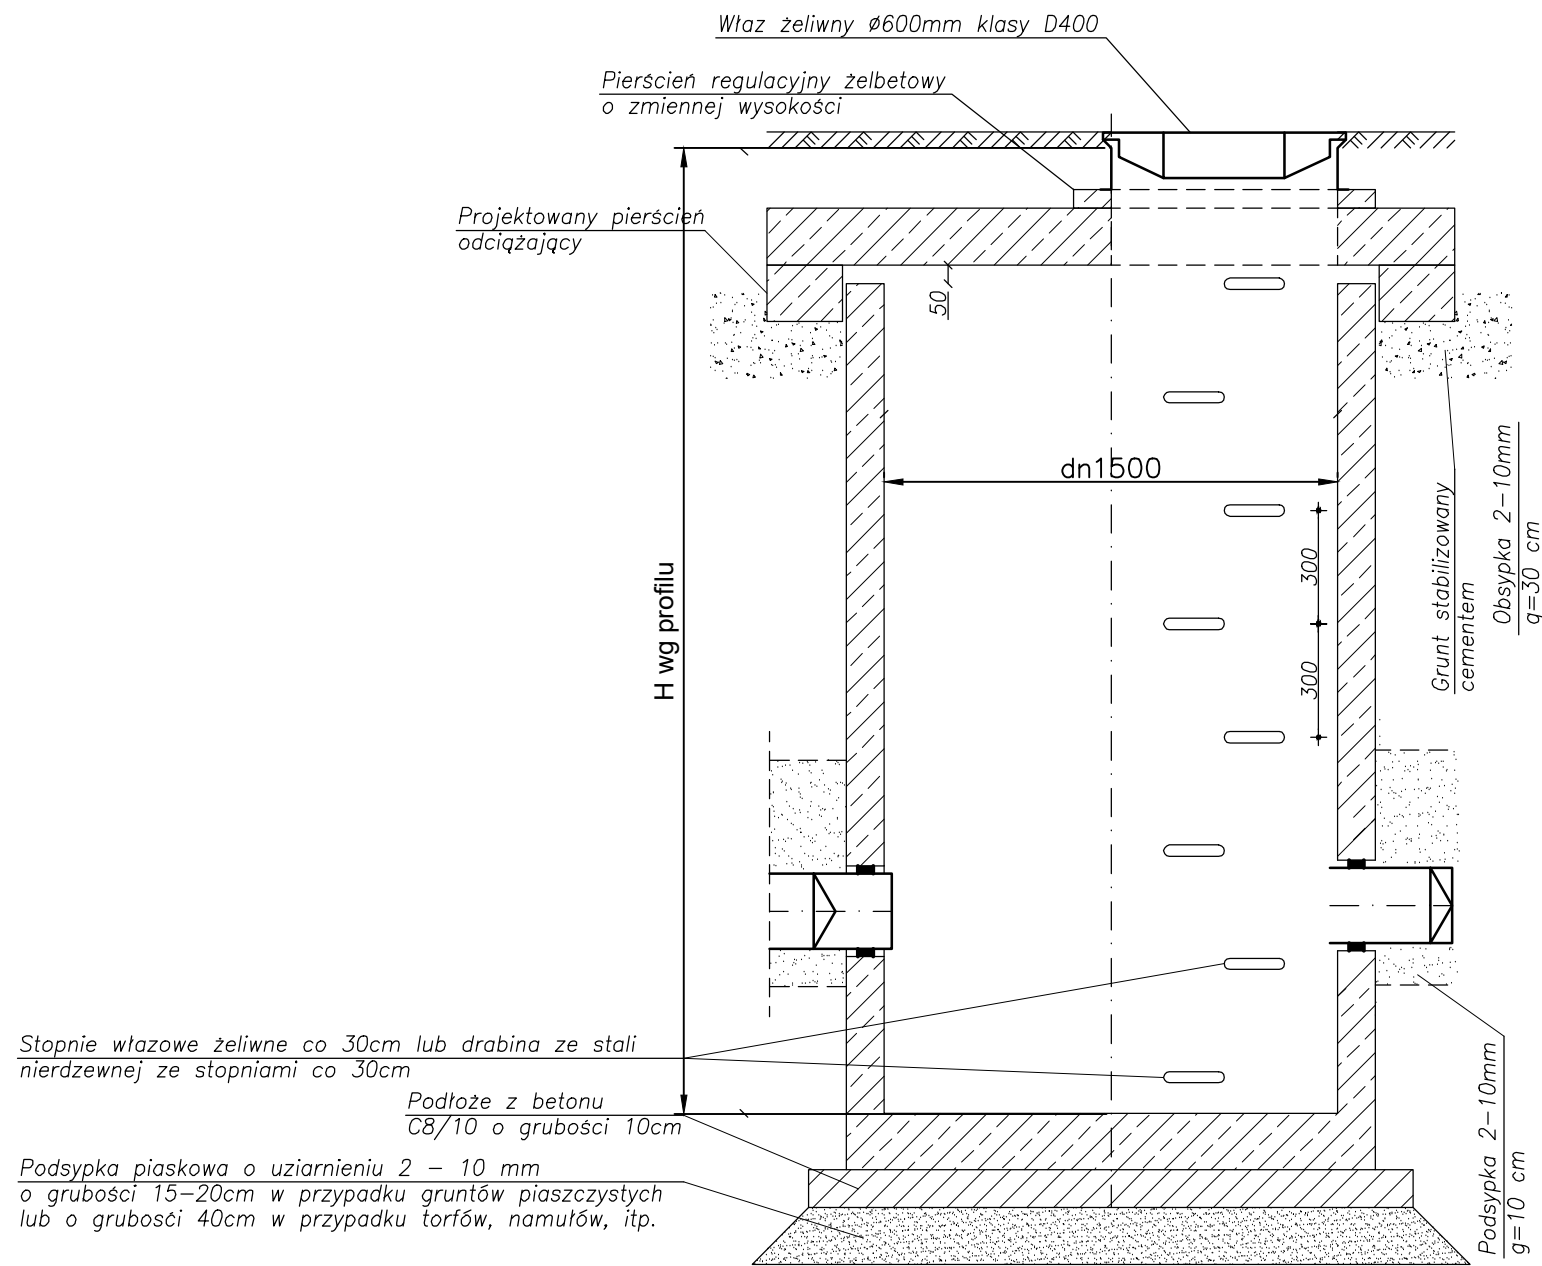 Właz żeliwny ø600mm klasy D400
Pierścień regulacyjny żelbetowy
o zmiennej wysokości
Projektowany pierścień
odciążający
50
dn1500
H wg profilu
300
300
Grunt stabilizowany
cementem
Obsypka 2-10mm
q=30 cm
Stopnie włazowe żeliwne co 30cm lub drabina ze stali
nierdzewnej ze stopniami co 30cm
Podłoże z betonu
C8/10 o grubości 10cm
Podsypka piaskowa o uziarnieniu 2 - 10 mm
o grubości 15-20cm w przypadku gruntów piaszczystych
lub o grubosći 40cm w przypadku torfów, namułów, itp.
Podsypka 2-10mm
g=10 cm